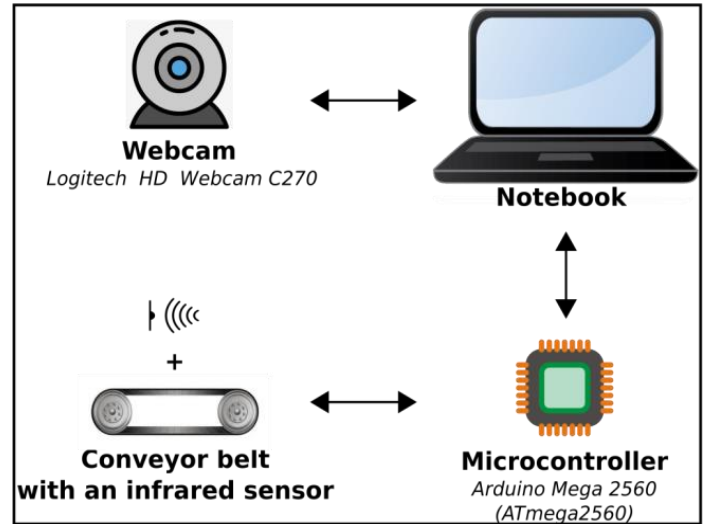 Webcam
Logitech HD Webcam C270
Notebook
+
Conveyor belt
with an infrared sensor
Microcontroller
Arduino Mega 2560
(ATmega2560)